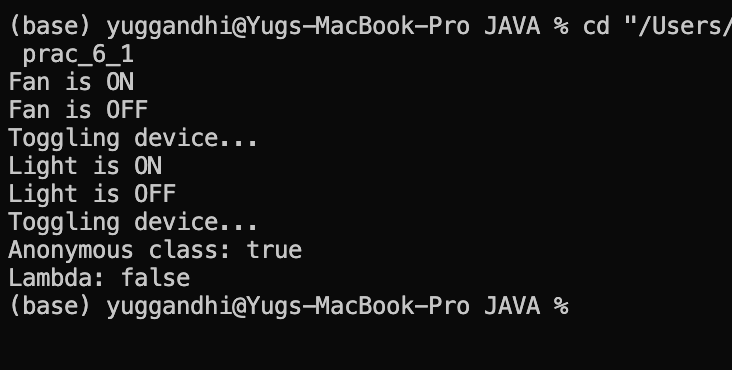 (base) yuggandhi@Yugs-MacBook-Pro JAVA % cd "/Users/
prac_6_1
Fan is ON
Fan is OFF
Toggling device...
Light is ON
Light is OFF
Toggling device...
Anonymous class: true
Lambda: false
(base) yuggandhi@Yugs-MacBook-Pro JAVA %